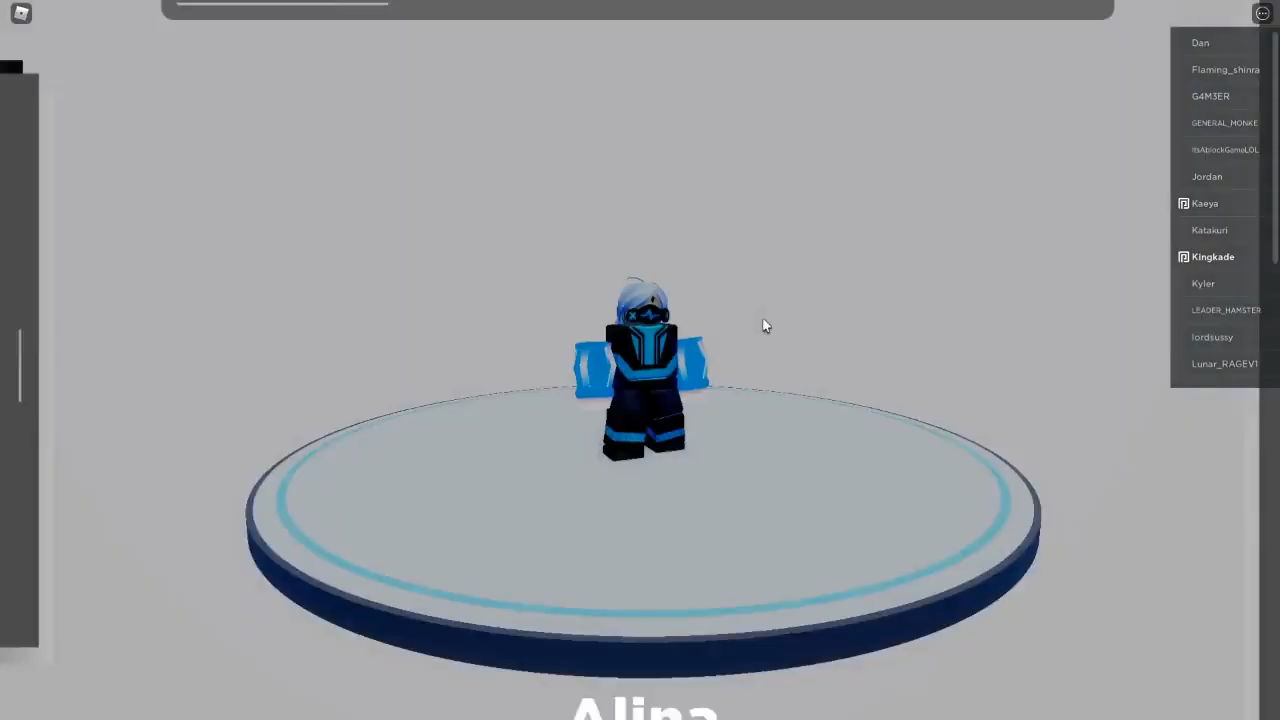 Dan
Flaming_shinra
G4M3ER
GENERAL_MONKE
ItsAblockGameLOL
Jordan
Kaeya
Katakuri
Kingkade
Kyler
LEADER_HAMSTER
lordsussy
Lunar_RAGEV1
Alina